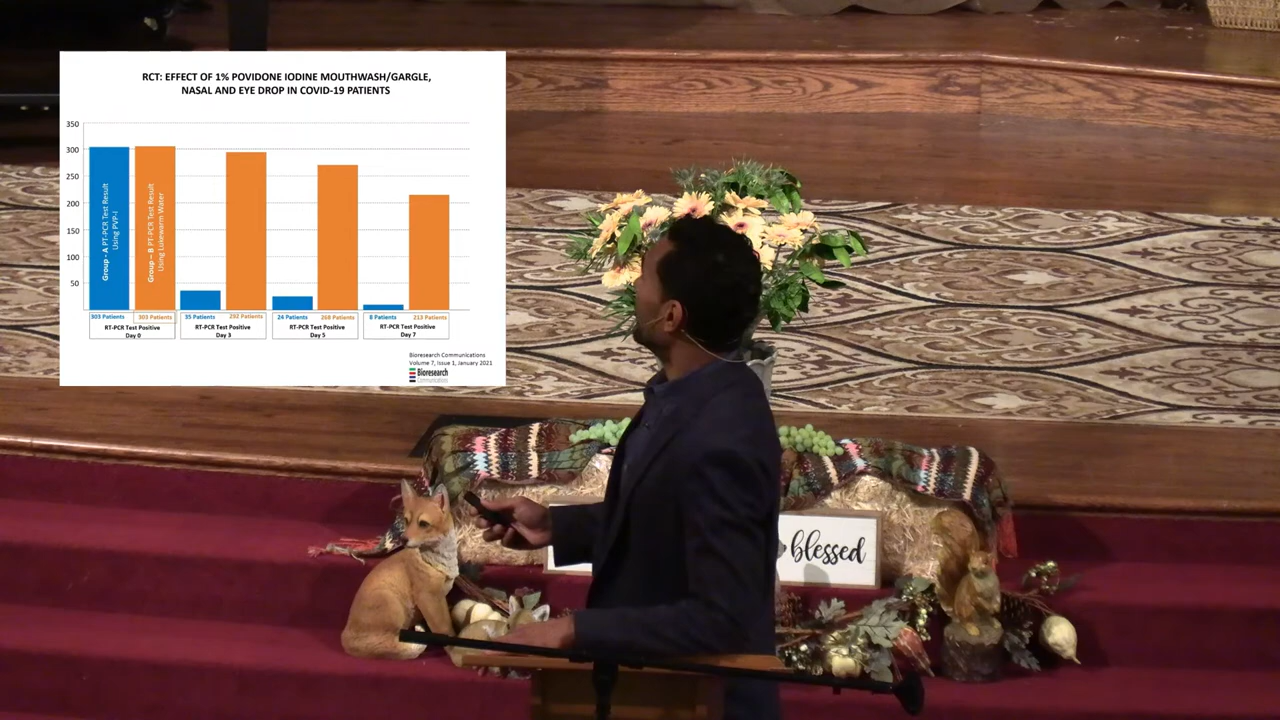 RCT: EFFECT OF 1% POVIDONE IODINE MOUTHWASH/GARGLE,
NASAL AND EYE DROP IN COVID-19 PATIENTS
350
300
250
200
150
100
50
Group - A PT-PCR Test Result
Using PVP-I
Group – B PT-PCR Test Result
Using Lukewarm Water
303 Patients
303 Patients
RT-PCR Test Positive
Day 0
35 Patients
292 Patients
RT-PCR Test Positive
Day 3
24 Patients
268 Patients
RT-PCR Test Positive
Day 5
8 Patients
213 Patients
RT-PCR Test Positive
Day 7
Bioresearch Communications
Volume 7, Issue 1, January 2021
Bioresearch
Communications
blessed